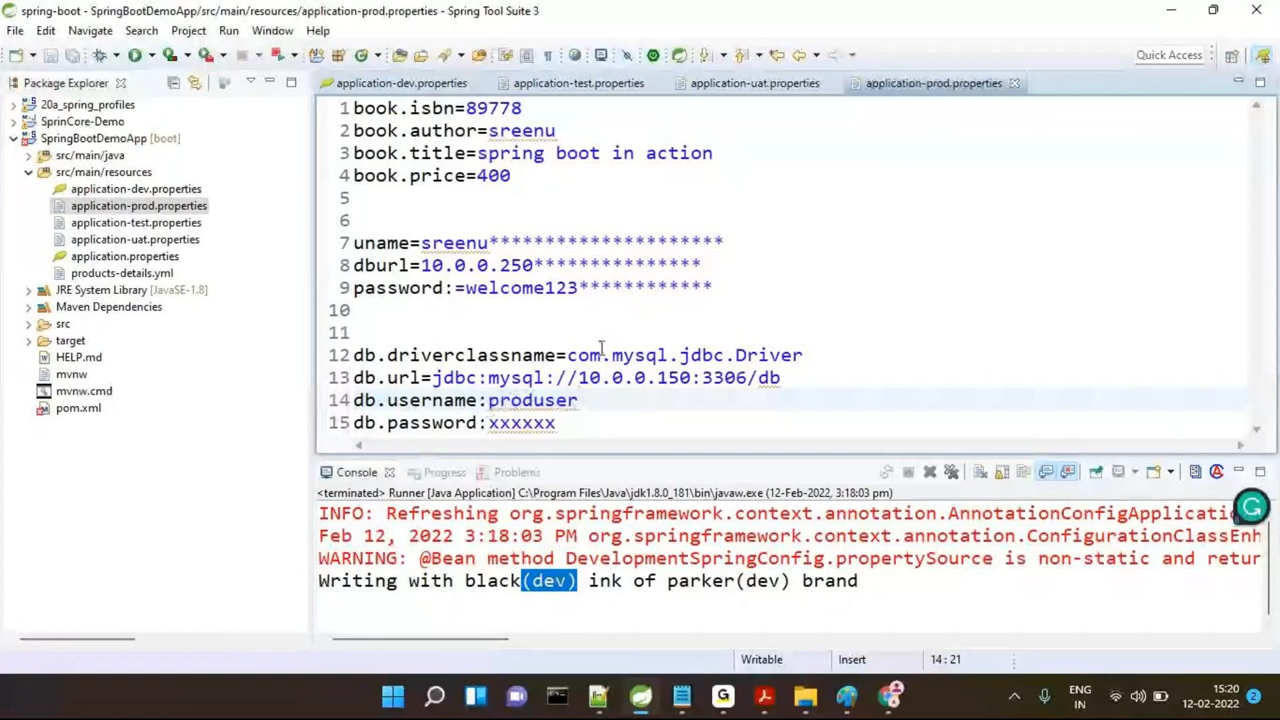 spring-boot - SpringBootDemoApp/src/main/resources/application-prod.properties - Spring Tool Suite 3
File Edit Navigate Search Project Run Window Help
Quick Access
Package Explorer
application-dev.properties application-test.properties application-uat.properties application-prod.properties
20a_spring_profiles
SprinCore-Demo
SpringBootDemoApp [boot]
src/main/java
src/main/resources
application-dev.properties
application-prod.properties
application-test.properties
application-uat.properties
application.properties
products-details.yml
JRE System Library [JavaSE-1.8]
Maven Dependencies
src
target
HELP.md
mvnw
mvnw.cmd
pom.xml
1 book.isbn=89778
2 book.author=sreenu
3 book.title=spring boot in action
4 book.price=400
5
6
7 uname=sreenu*********************
8 dburl=10.0.0.250***************
9 password:=welcome123************
10
11
12 db.driverclassname=com.mysql.jdbc.Driver
13 db.url=jdbc:mysql://10.0.0.150:3306/db
14 db.username:produser
15 db.password:xxxxxx
Console Progress Problems
<terminated> Runner [Java Application] C:\Program Files\Java\jdk1.8.0_181\bin\javaw.exe (12-Feb-2022, 3:18:03 pm)
INFO: Refreshing org.springframework.context.annotation.AnnotationConfigApplicatio
Feb 12, 2022 3:18:03 PM org.springframework.context.annotation.ConfigurationClassEnh
WARNING: @Bean method DevelopmentSpringConfig.propertySource is non-static and retur
Writing with black(dev) ink of parker(dev) brand
Writable Insert 14:21
ENG
IN
15:20
12-02-2022
2